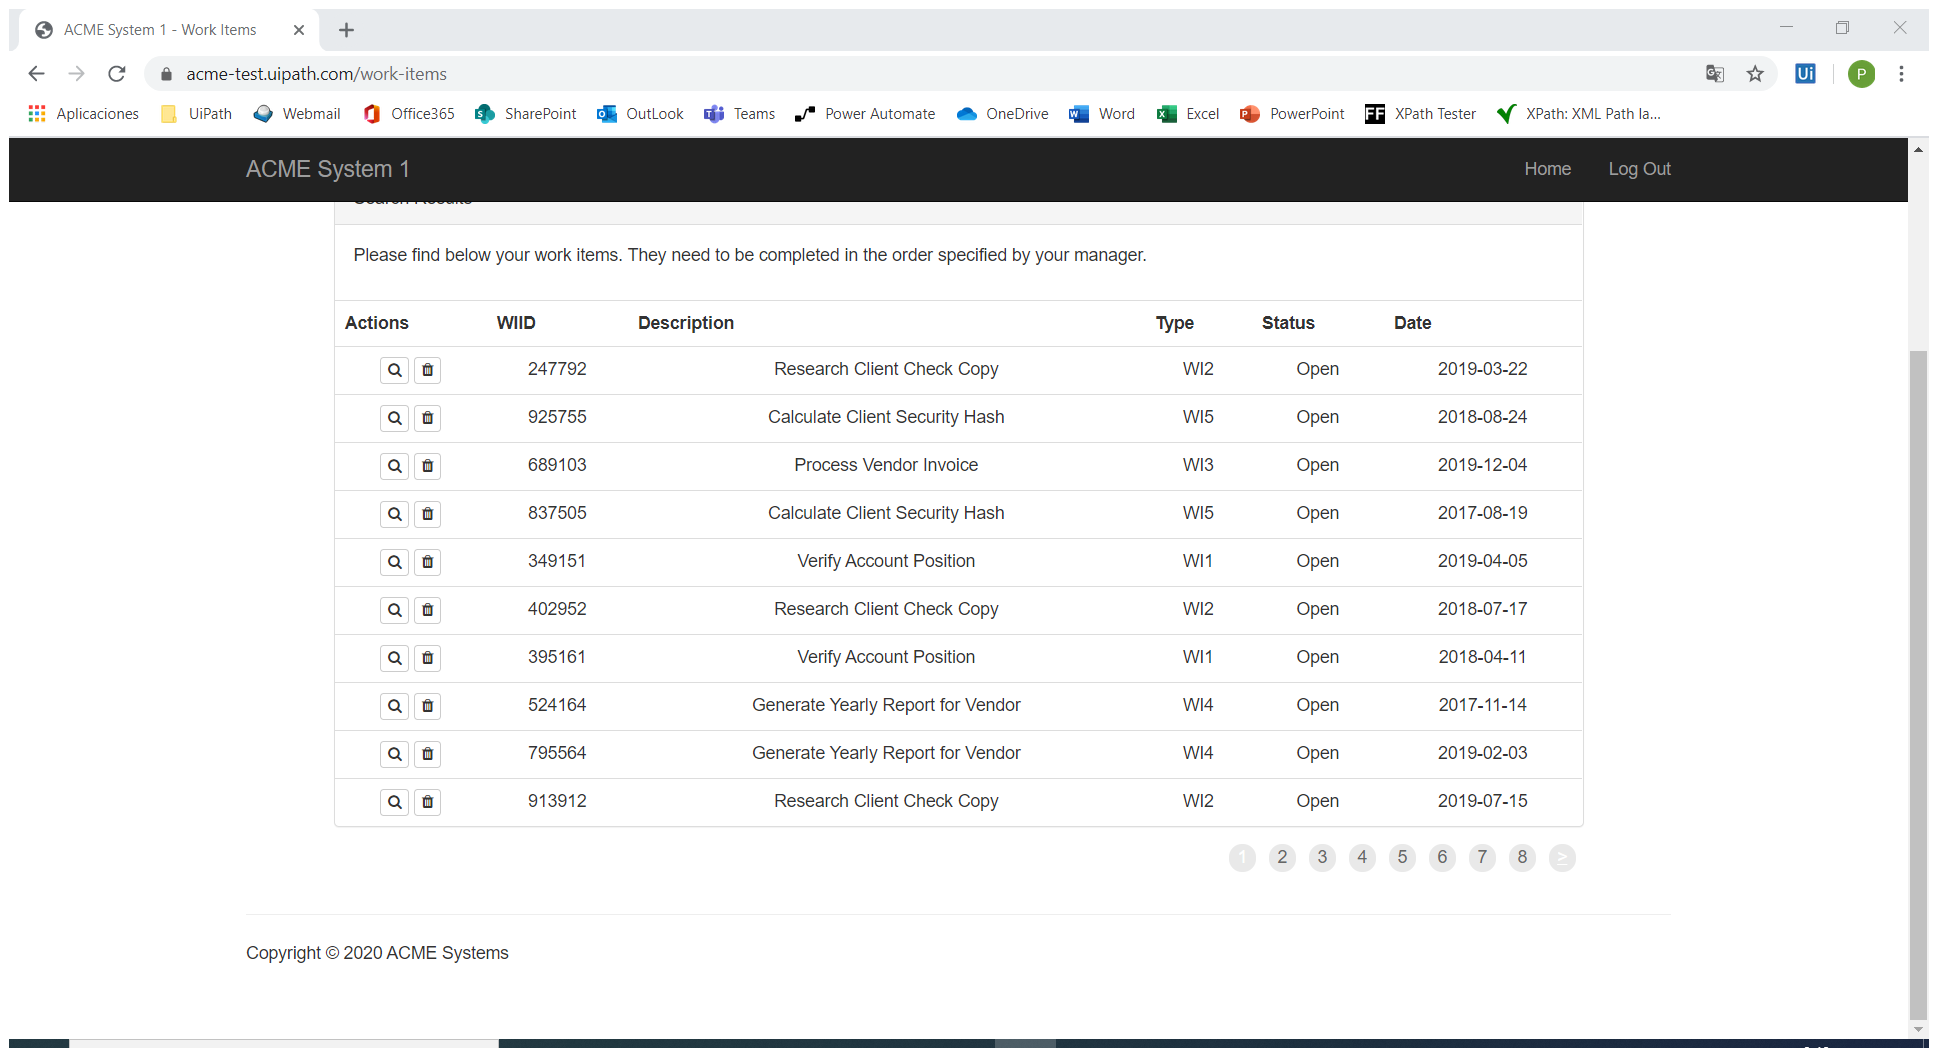 ACME System 1 - Work Items
acme-test.uipath.com/work-items
Ui P
Aplicaciones UiPath Webmail Office365 SharePoint OutLook Teams Power Automate OneDrive Word Excel PowerPoint FF XPath Tester XPath: XML Path la...
ACME System 1 Home Log Out
Search Results
Please find below your work items. They need to be completed in the order specified by your manager.
Actions WIID Description Type Status Date
247792 Research Client Check Copy WI2 Open 2019-03-22
925755 Calculate Client Security Hash WI5 Open 2018-08-24
689103 Process Vendor Invoice WI3 Open 2019-12-04
837505 Calculate Client Security Hash WI5 Open 2017-08-19
349151 Verify Account Position WI1 Open 2019-04-05
402952 Research Client Check Copy WI2 Open 2018-07-17
395161 Verify Account Position WI1 Open 2018-04-11
524164 Generate Yearly Report for Vendor WI4 Open 2017-11-14
795564 Generate Yearly Report for Vendor WI4 Open 2019-02-03
913912 Research Client Check Copy WI2 Open 2019-07-15
1 2 3 4 5 6 7 8 >
Copyright © 2020 ACME Systems